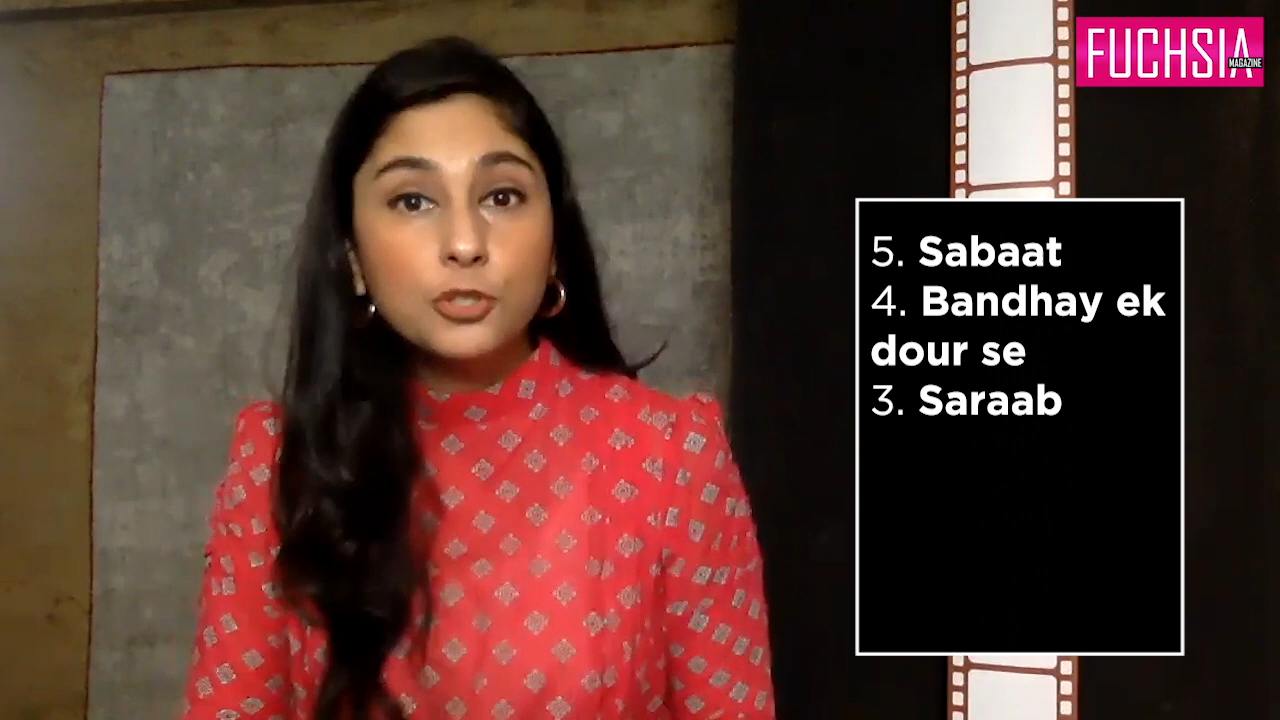 FUCHSIA
MAGAZINE
5. Sabaat
4. Bandhay ek
dour se
3. Saraab